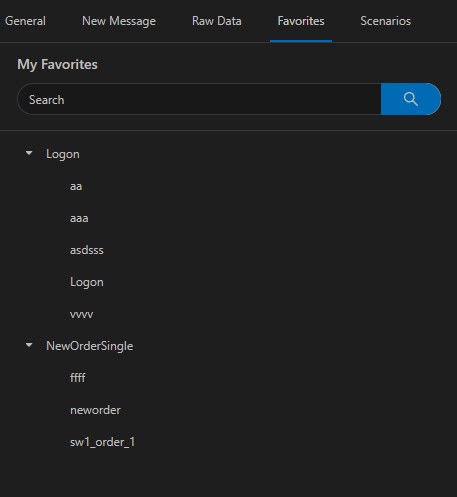 General New Message Raw Data Favorites Scenarios
My Favorites
Search
Logon
aa
aaa
asdsss
Logon
vvvv
NewOrderSingle
ffff
neworder
sw1_order_1